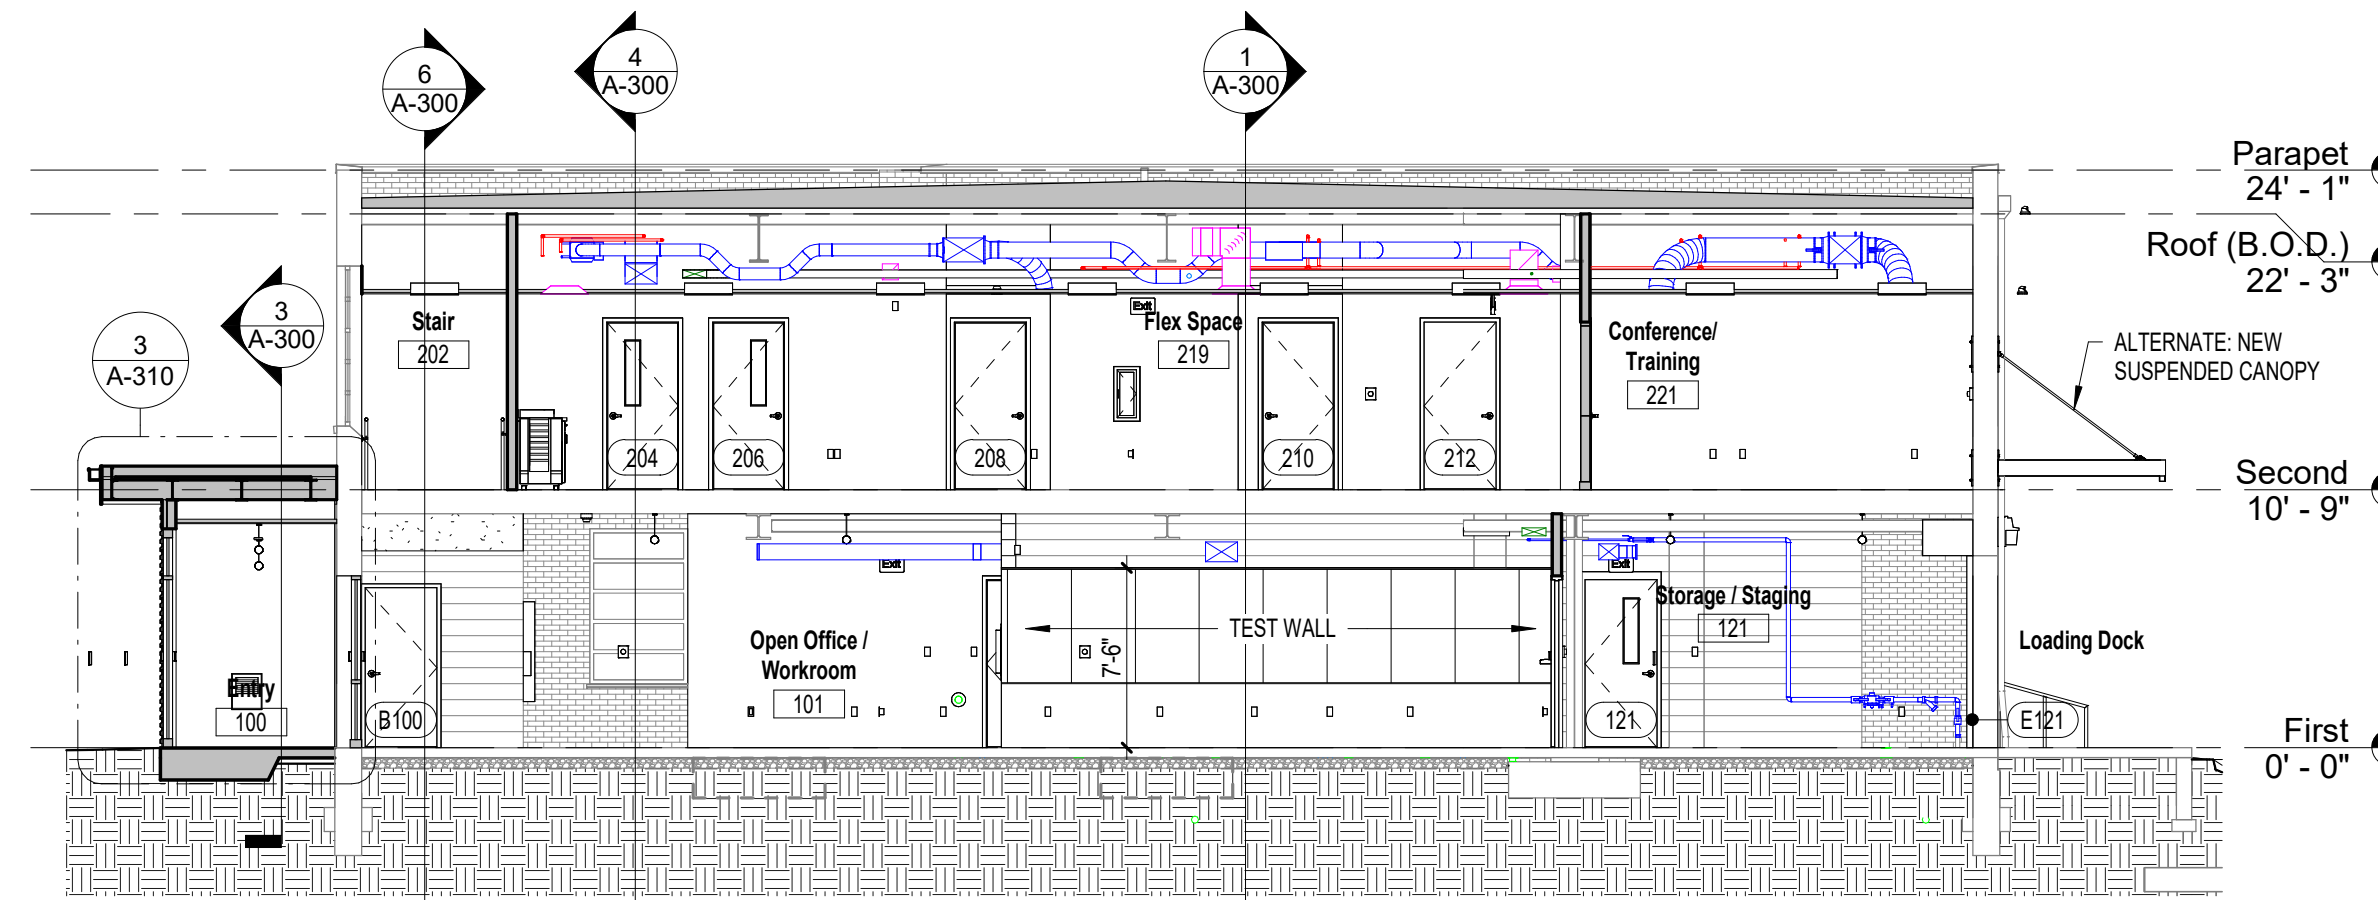 6
A-300
4
A-300
1
A-300
Parapet
24' - 1"
Roof (B.O.D.)
22' - 3"
3
A-300
3
A-310
Stair
202
Exit
Flex Space
219
Conference/
Training
221
ALTERNATE: NEW
SUSPENDED CANOPY
204
206
208
210
212
Second
10' - 9"
Exit
Exit
Entry
100
B100
Open Office /
Workroom
101
TEST WALL
7'-6"
Storage / Staging
121
121
Loading Dock
E121
First
0' - 0"